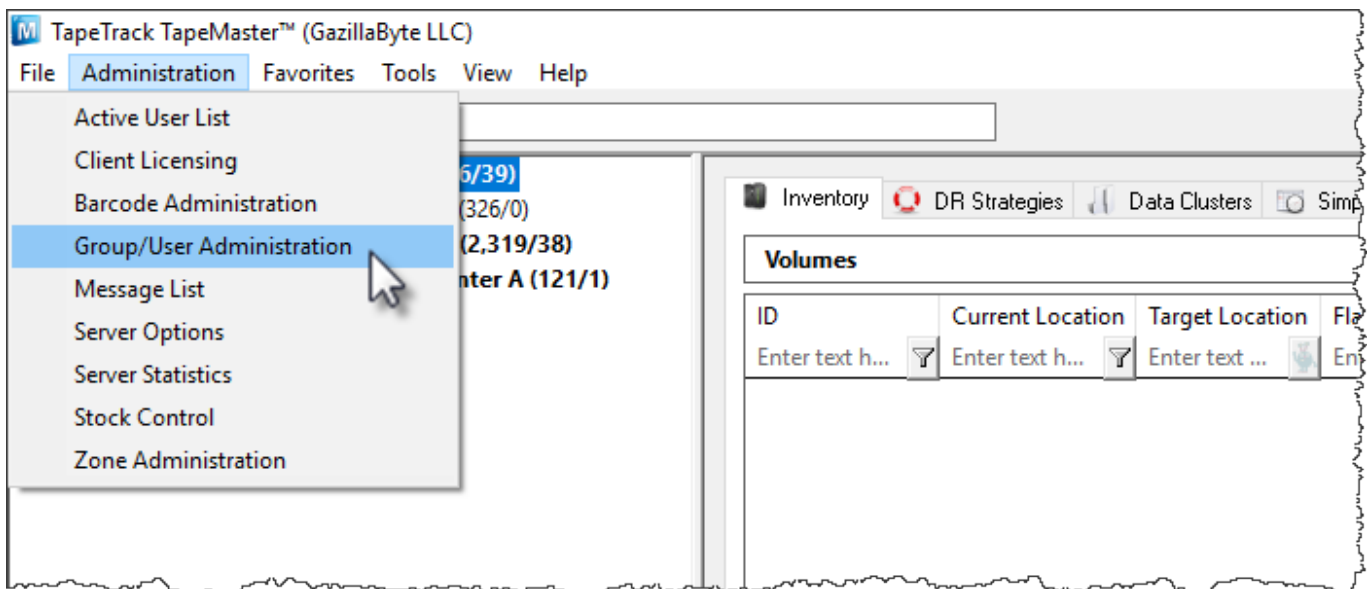 TapeTrack TapeMaster™ (GazillaByte LLC)
File Administration Favorites Tools View Help
Active User List
Client Licensing
Barcode Administration
Group/User Administration
Message List
Server Options
Server Statistics
Stock Control
Zone Administration
6/39)
(326/0)
(2,319/38)
nter A (121/1)
Inventory DR Strategies Data Clusters Simp
Volumes
ID Current Location Target Location Fla
Enter text h... Enter text h... Enter text ... En